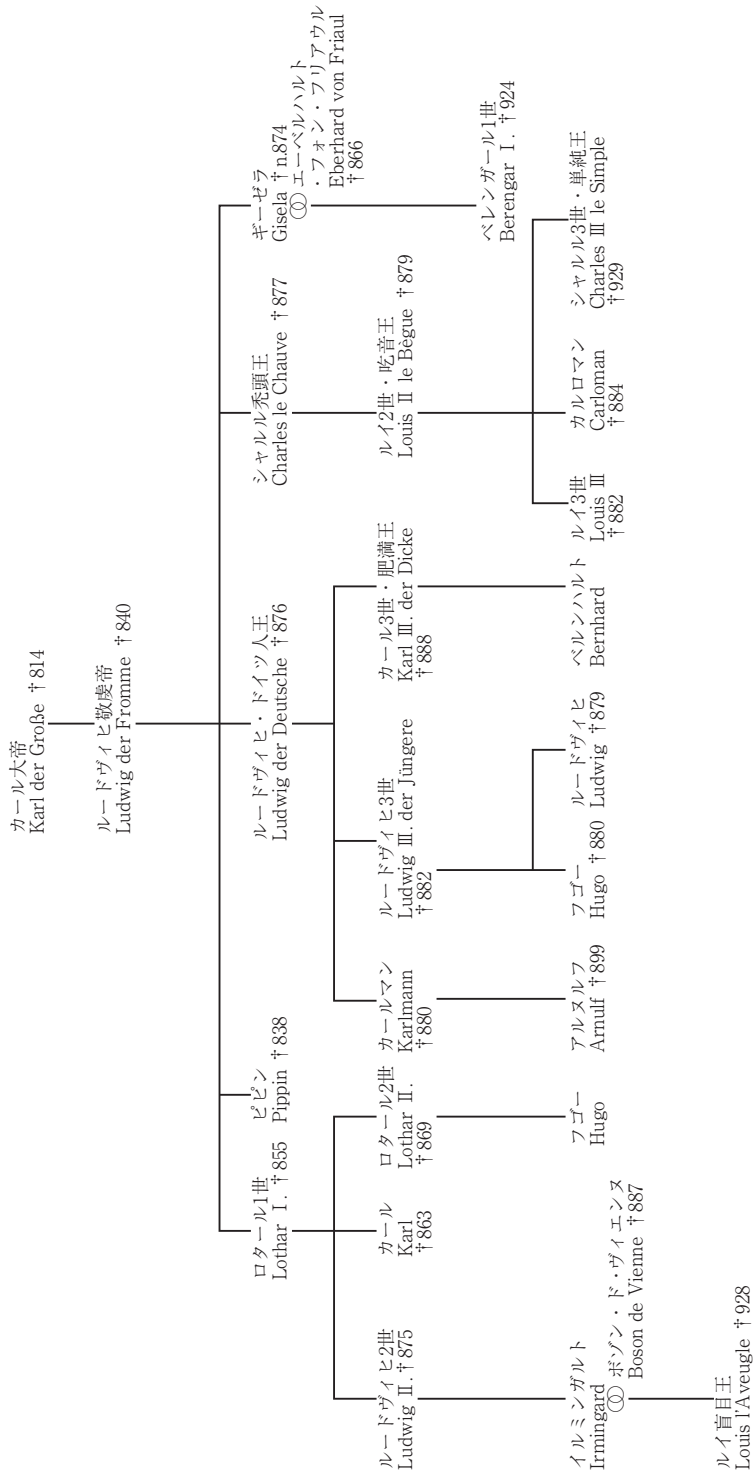 カール大帝
Karl der Große †814
ルードヴィヒ敬虔帝
Ludwig der Fromme †840
ロタール1世
Lothar Ⅰ. †855
ピピン
Pippin †838
ルードヴィヒ・ドイツ人王
Ludwig der Deutsche †876
シャルル禿頭王
Charles le Chauve †877
ギーゼラ
Gisela †n.874
エーベルハルト
・フォン・フリアウル
Eberhard von Friaul
†866
ルードヴィヒ2世
Ludwig Ⅱ. †875
カール
Karl
†863
ロタール2世
Lothar Ⅱ.
†869
カールマン
Karlmann
†880
ルードヴィヒ3世
Ludwig Ⅲ. der Jüngere
†882
カール3世・肥満王
Karl Ⅲ. der Dicke
†888
ルイ2世・吃音王
Louis Ⅱ le Bègue †879
ベレンガール1世
Berengar Ⅰ. †924
イルミンガルト
Irmingard
ボゾン・ド・ヴィエンヌ
Boson de Vienne †887
フゴー
Hugo
アルヌルフ
Arnulf †899
フゴー
Hugo †880
ルードヴィヒ
Ludwig †879
ベルンハルト
Bernhard
ルイ3世
Louis Ⅲ
†882
カルロマン
Carloman
†884
シャルル3世・単純王
Charles Ⅲ le Simple
†929
ルイ盲目王
Louis l'Aveugle †928